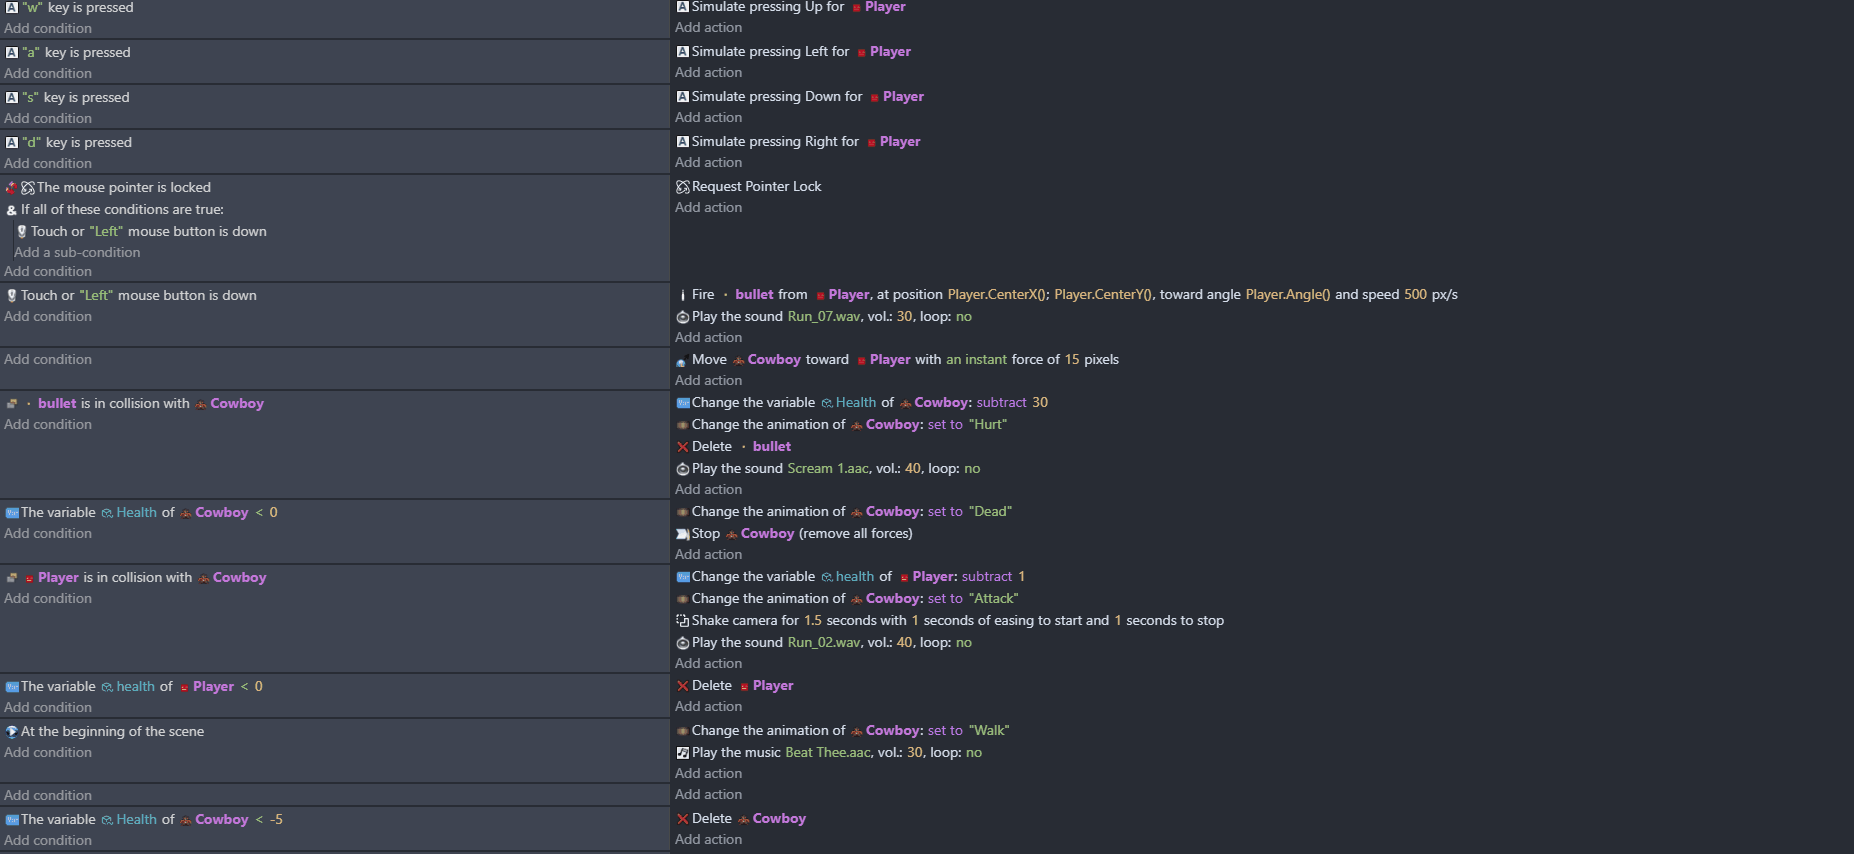 "w" key is pressed
Simulate pressing Up for Player
Add condition
Add action
"a" key is pressed
Simulate pressing Left for Player
Add condition
Add action
"s" key is pressed
Simulate pressing Down for Player
Add condition
Add action
"d" key is pressed
Simulate pressing Right for Player
Add condition
Add action
The mouse pointer is locked
Request Pointer Lock
If all of these conditions are true:
Add action
Touch or "Left" mouse button is down
Add a sub-condition
Add condition
Touch or "Left" mouse button is down
Fire bullet from Player, at position Player.CenterX(); Player.CenterY(), toward angle Player.Angle() and speed 500 px/s
Add condition
Play the sound Run_07.wav, vol.: 30, loop: no
Add action
Add condition
Move Cowboy toward Player with an instant force of 15 pixels
Add action
bullet is in collision with Cowboy
Change the variable Health of Cowboy: subtract 30
Add condition
Change the animation of Cowboy: set to "Hurt"
Delete bullet
Play the sound Scream 1.aac, vol.: 40, loop: no
Add action
The variable Health of Cowboy < 0
Change the animation of Cowboy: set to "Dead"
Add condition
Stop Cowboy (remove all forces)
Add action
Player is in collision with Cowboy
Change the variable health of Player: subtract 1
Add condition
Change the animation of Cowboy: set to "Attack"
Shake camera for 1.5 seconds with 1 seconds of easing to start and 1 seconds to stop
Play the sound Run_02.wav, vol.: 40, loop: no
Add action
The variable health of Player < 0
Delete Player
Add condition
Add action
At the beginning of the scene
Change the animation of Cowboy: set to "Walk"
Add condition
Play the music Beat Thee.aac, vol.: 30, loop: no
Add action
Add condition
Add action
The variable Health of Cowboy < -5
Delete Cowboy
Add condition
Add action